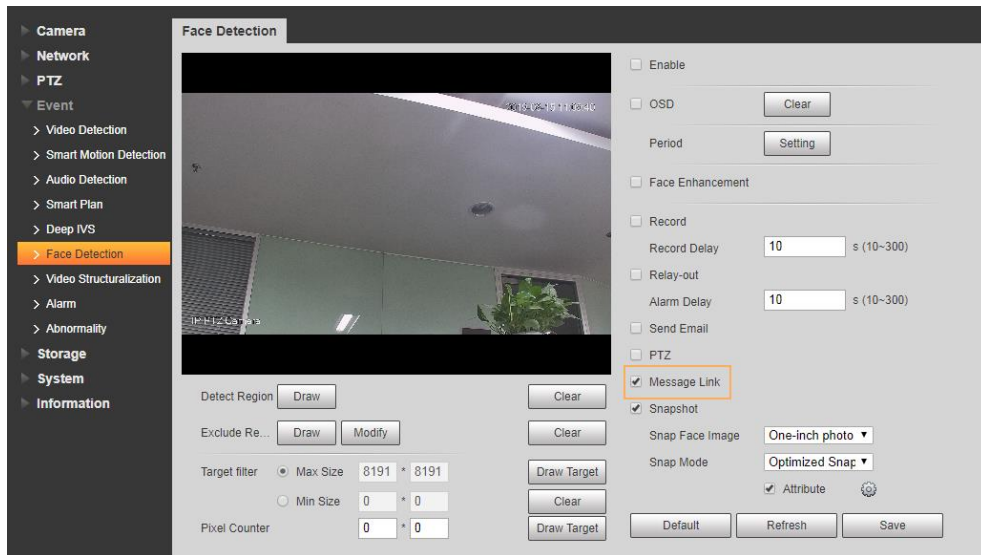 Camera
Network
PTZ
Event
Video Detection
Smart Motion Detection
Audio Detection
Smart Plan
Deep IVS
Face Detection
Video Structuralization
Alarm
Abnormality
Storage
System
Information
Face Detection
IP PTZ Camera
Detect Region Draw Clear
Exclude Re... Draw Modify Clear
Target filter Max Size 8191 * 8191 Draw Target
Min Size 0 * 0 Clear
Pixel Counter 0 * 0 Draw Target
Enable
OSD Clear
Period Setting
Face Enhancement
Record
Record Delay 10 s (10~300)
Relay-out
Alarm Delay 10 s (10~300)
Send Email
PTZ
Message Link
Snapshot
Snap Face Image One-inch photo
Snap Mode Optimized Snap
Attribute
Default Refresh Save